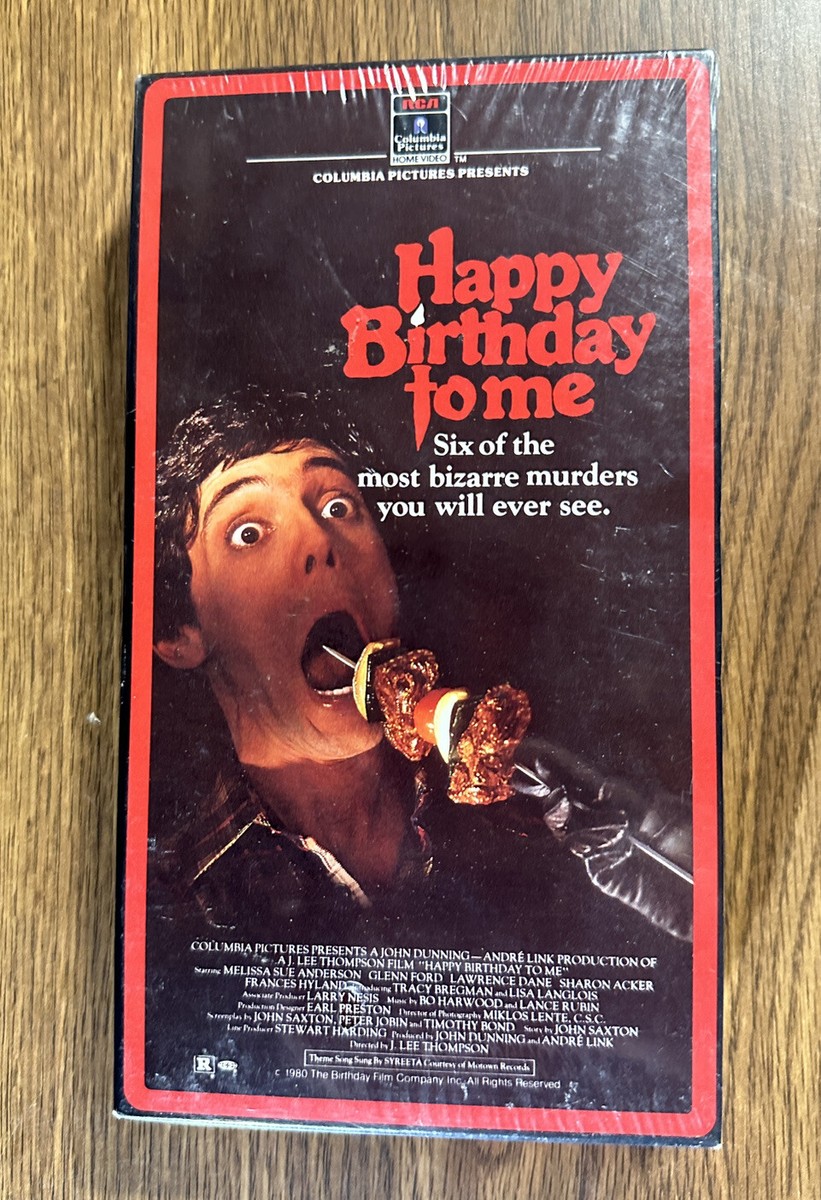 RCA
Columbia
Pictures
HOME VIDEO TM
COLUMBIA PICTURES PRESENTS
Happy
Birthday
to me
Six of the
most bizarre murders
you will ever see.
COLUMBIA PICTURES PRESENTS A JOHN DUNNING—ANDRÉ LINK PRODUCTION OF
A J. LEE THOMPSON FILM "HAPPY BIRTHDAY TO ME"
Starring MELISSA SUE ANDERSON GLENN FORD LAWRENCE DANE SHARON ACKER
FRANCES HYLAND Introducing TRACY BREGMAN and LISA LANGLOIS
Associate Producer LARRY NESIS Music by BO HARWOOD and LANCE RUBIN
Production Designer EARL PRESTON Director of Photography MIKLOS LENTE, C.S.C.
Screenplay by JOHN SAXTON, PETER JOBIN and TIMOTHY BOND Story by JOHN SAXTON
Line Producer STEWART HARDING Produced by JOHN DUNNING and ANDRÉ LINK
Directed by J. LEE THOMPSON
Theme Song Sung By SYREETA Courtesy of Motown Records
R
c 1980 The Birthday Film Company Inc. All Rights Reserved